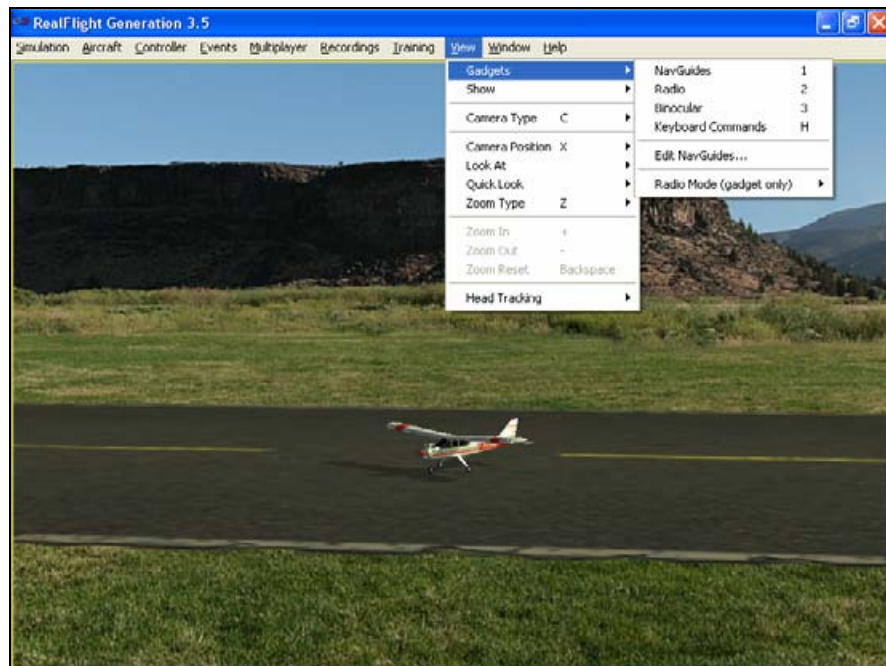 RealFlight Generation 3.5
Simulation Aircraft Controller Events Multiplayer Recordings Training View Window Help
Gadgets
Show
Camera Type C
Camera Position X
Look At
Quick Look
Zoom Type Z
Zoom In +
Zoom Out -
Zoom Reset Backspace
Head Tracking
NavGuides 1
Radio 2
Binocular 3
Keyboard Commands H
Edit NavGuides...
Radio Mode (gadget only)